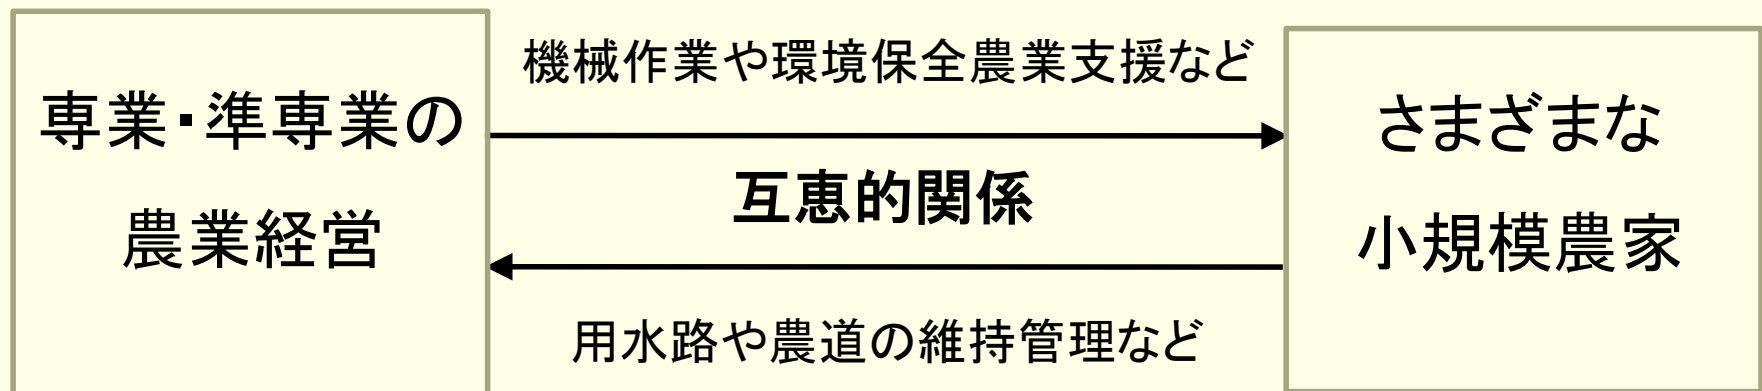 専業・準専業の
農業経営
機械作業や環境保全農業支援など
互恵的関係
用水路や農道の維持管理など
さまざまな
小規模農家